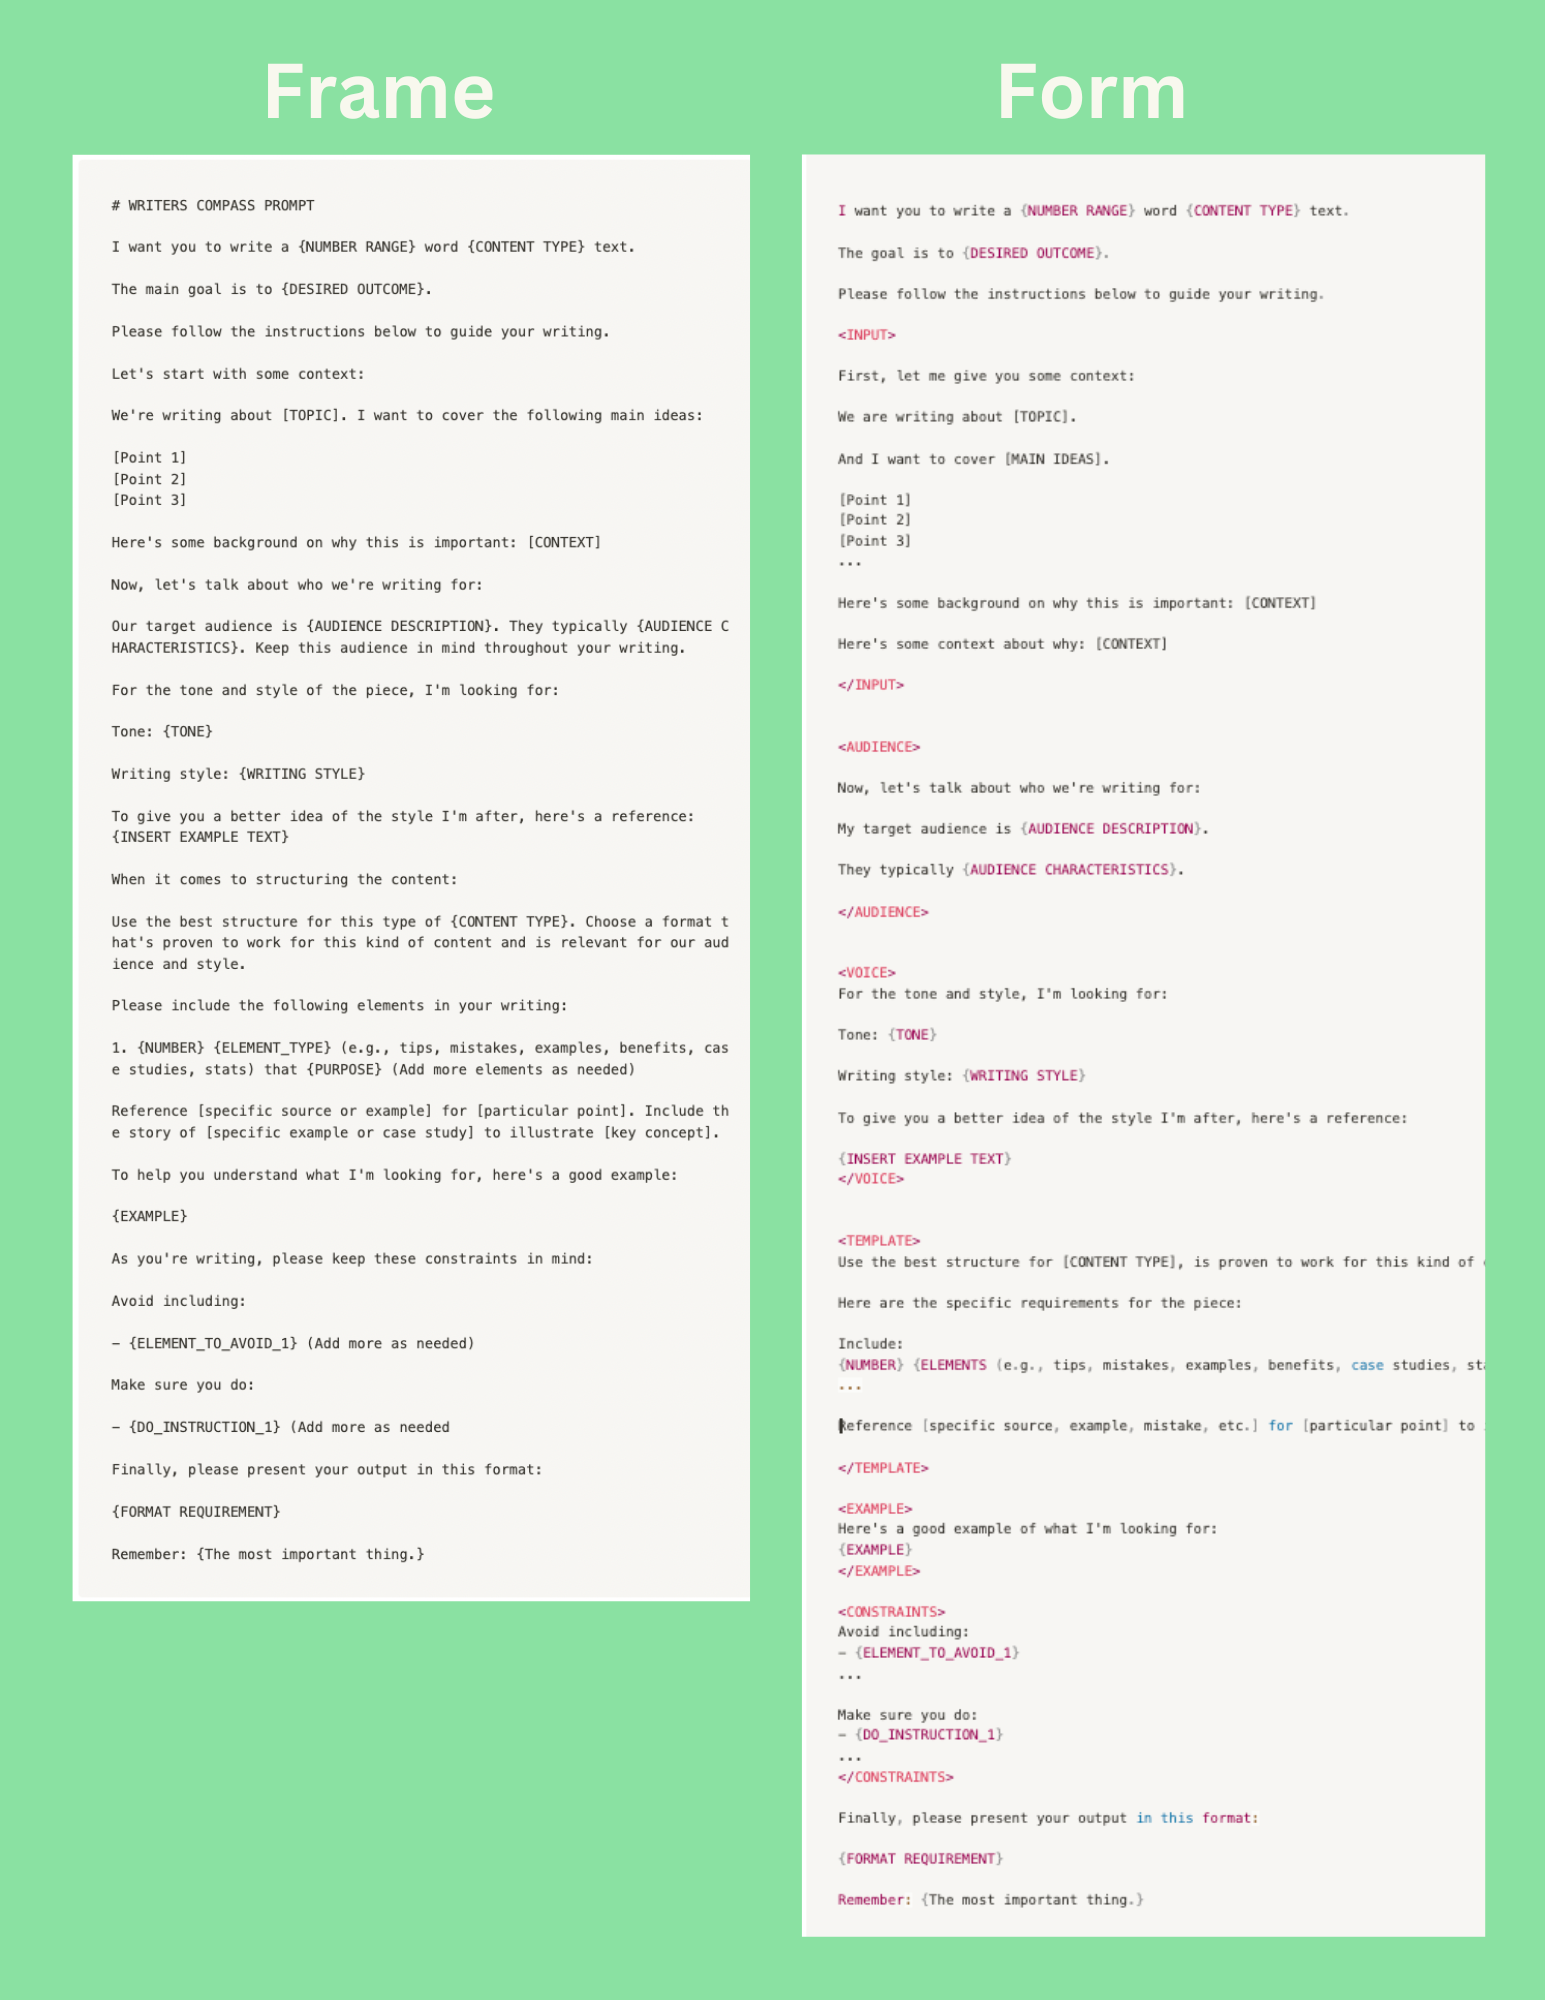 Frame
# WRITERS COMPASS PROMPT
I want you to write a {NUMBER RANGE} word {CONTENT TYPE} text.
The main goal is to {DESIRED OUTCOME}.
Please follow the instructions below to guide your writing.
Let's start with some context:
We're writing about [TOPIC]. I want to cover the following main ideas:
[Point 1]
[Point 2]
[Point 3]
Here's some background on why this is important: [CONTEXT]
Now, let's talk about who we're writing for:
Our target audience is {AUDIENCE DESCRIPTION}. They typically {AUDIENCE C
HARACTERISTICS}. Keep this audience in mind throughout your writing.
For the tone and style of the piece, I'm looking for:
Tone: {TONE}
Writing style: {WRITING STYLE}
To give you a better idea of the style I'm after, here's a reference:
{INSERT EXAMPLE TEXT}
When it comes to structuring the content:
Use the best structure for this type of {CONTENT TYPE}. Choose a format t
hat's proven to work for this kind of content and is relevant for our aud
ience and style.
Please include the following elements in your writing:
1. {NUMBER} {ELEMENT_TYPE} (e.g., tips, mistakes, examples, benefits, cas
e studies, stats) that {PURPOSE} (Add more elements as needed)
Reference [specific source or example] for [particular point]. Include th
e story of [specific example or case study] to illustrate [key concept].
To help you understand what I'm looking for, here's a good example:
{EXAMPLE}
As you're writing, please keep these constraints in mind:
Avoid including:
– {ELEMENT_TO_AVOID_1} (Add more as needed)
Make sure you do:
– {DO_INSTRUCTION_1} (Add more as needed
Finally, please present your output in this format:
{FORMAT REQUIREMENT}
Remember: {The most important thing.}
Form
I want you to write a {NUMBER RANGE} word {CONTENT TYPE} text.
The goal is to {DESIRED OUTCOME}.
Please follow the instructions below to guide your writing.
<INPUT>
First, let me give you some context:
We are writing about [TOPIC].
And I want to cover [MAIN IDEAS].
[Point 1]
[Point 2]
[Point 3]
...
Here's some background on why this is important: [CONTEXT]
Here's some context about why: [CONTEXT]
</INPUT>
<AUDIENCE>
Now, let's talk about who we're writing for:
My target audience is {AUDIENCE DESCRIPTION}.
They typically {AUDIENCE CHARACTERISTICS}.
</AUDIENCE>
<VOICE>
For the tone and style, I'm looking for:
Tone: {TONE}
Writing style: {WRITING STYLE}
To give you a better idea of the style I'm after, here's a reference:
{INSERT EXAMPLE TEXT}
</VOICE>
<TEMPLATE>
Use the best structure for [CONTENT TYPE], is proven to work for this kind of
Here are the specific requirements for the piece:
Include:
{NUMBER} {ELEMENTS (e.g., tips, mistakes, examples, benefits, case studies,
...
Reference [specific source, example, mistake, etc.] for [particular point] to
</TEMPLATE>
<EXAMPLE>
Here's a good example of what I'm looking for:
{EXAMPLE}
</EXAMPLE>
<CONSTRAINTS>
Avoid including:
– {ELEMENT_TO_AVOID_1}
...
Make sure you do:
– {DO_INSTRUCTION_1}
...
</CONSTRAINTS>
Finally, please present your output in this format:
{FORMAT REQUIREMENT}
Remember: {The most important thing.}